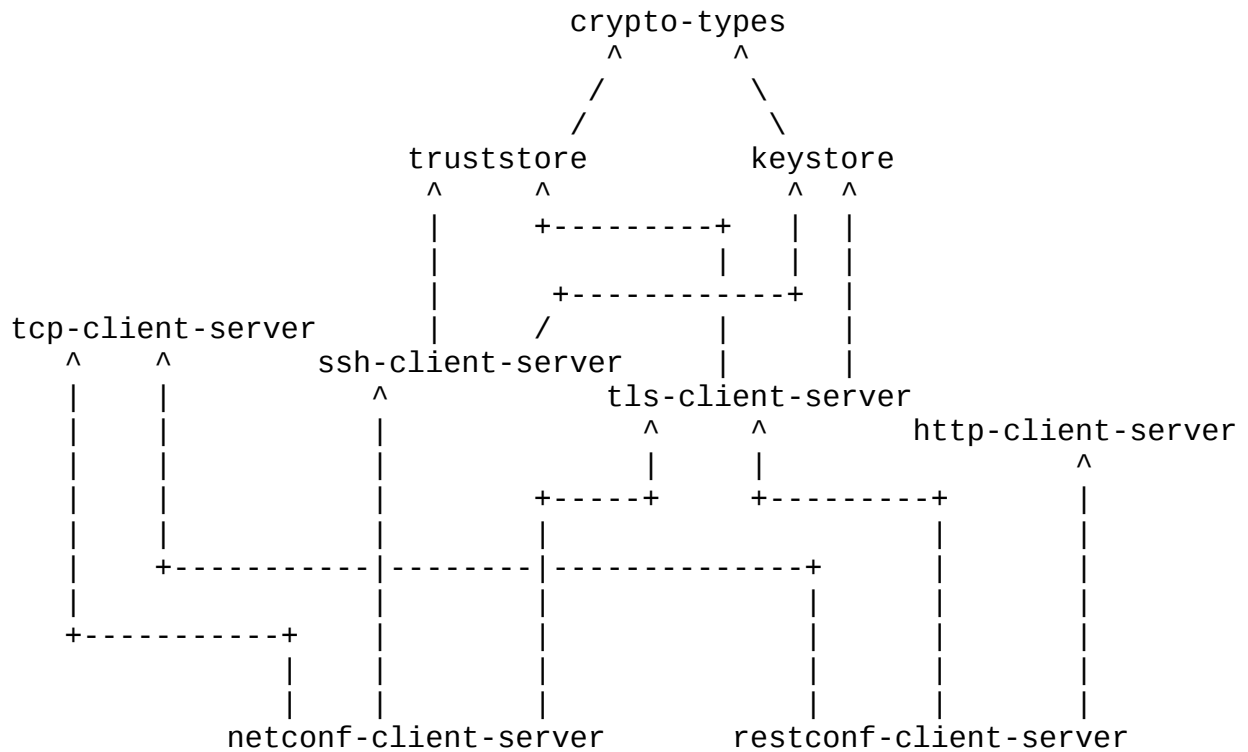 crypto-types
truststore keystore
tcp-client-server
ssh-client-server
tls-client-server
http-client-server
netconf-client-server restconf-client-server